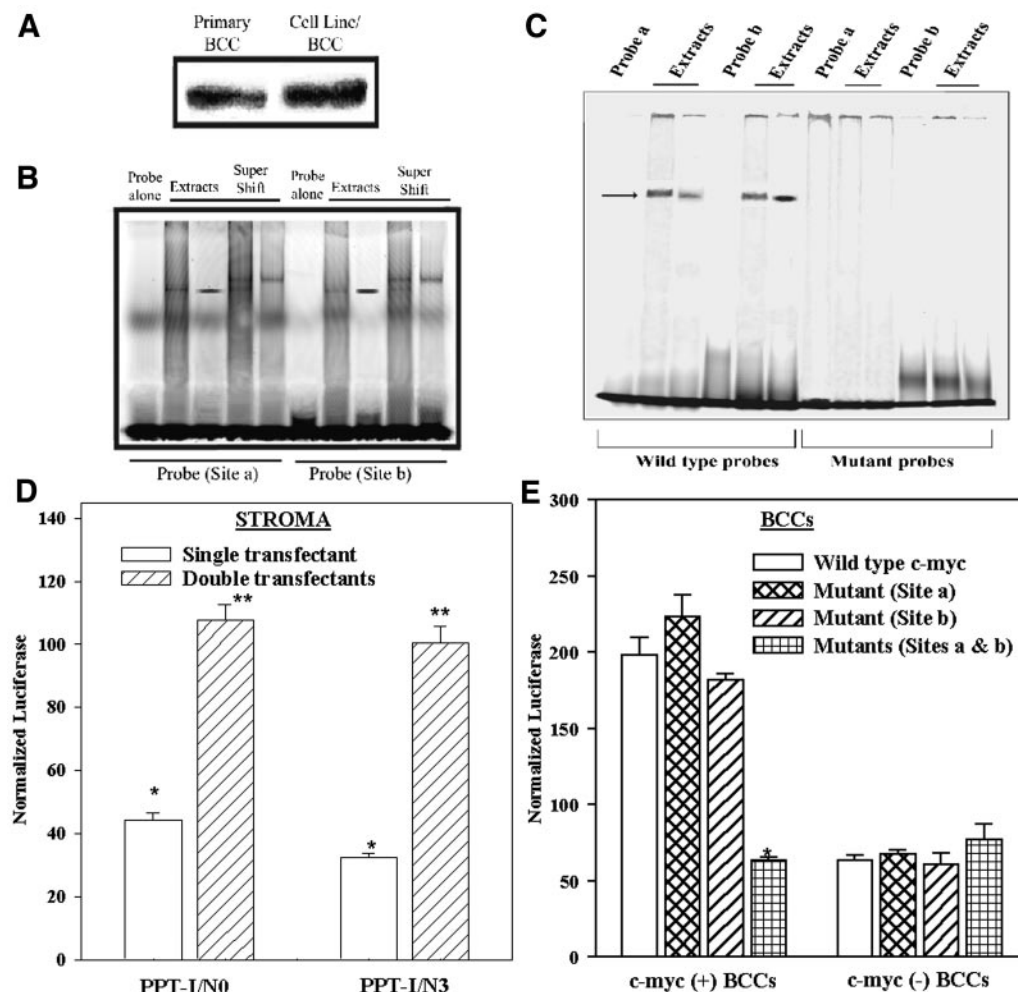 A
Primary BCC
Cell Line/ BCC
B
Probe alone
Extracts
Super Shift
Probe alone
Extracts
Super Shift
Probe (Site a)
Probe (Site b)
C
Probe a
Extracts
Probe b
Extracts
Probe a
Extracts
Probe b
Extracts
Wild type probes
Mutant probes
D
STROMA
Single transfectant
Double transfectants
Normalized Luciferase
140
120
100
80
60
40
20
0
*
**
*
**
PPT-I/N0
PPT-I/N3
E
BCCs
Wild type c-myc
Mutant (Site a)
Mutant (Site b)
Mutants (Sites a & b)
Normalized Luciferase
300
250
200
150
100
50
0
*
c-myc (+) BCCs
c-myc (-) BCCs